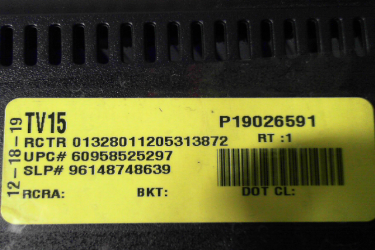 12-18-19
TV15 P19026591
RCTR 01328011205313872 RT :1
UPC# 60958525297
SLP# 96148748639
RCRA: BKT: DOT CL: